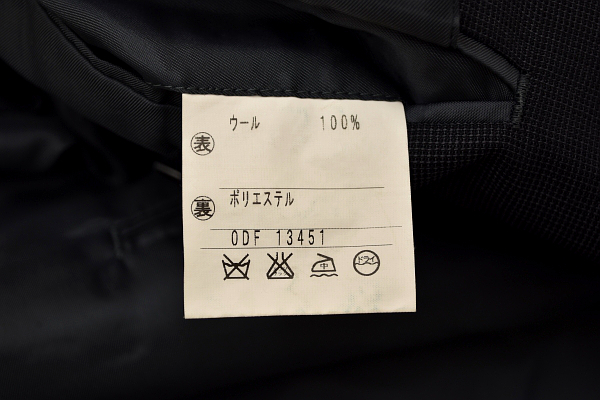 ウール 100%
表
ポリエステル
裏
ODF 13451
中 ドライ